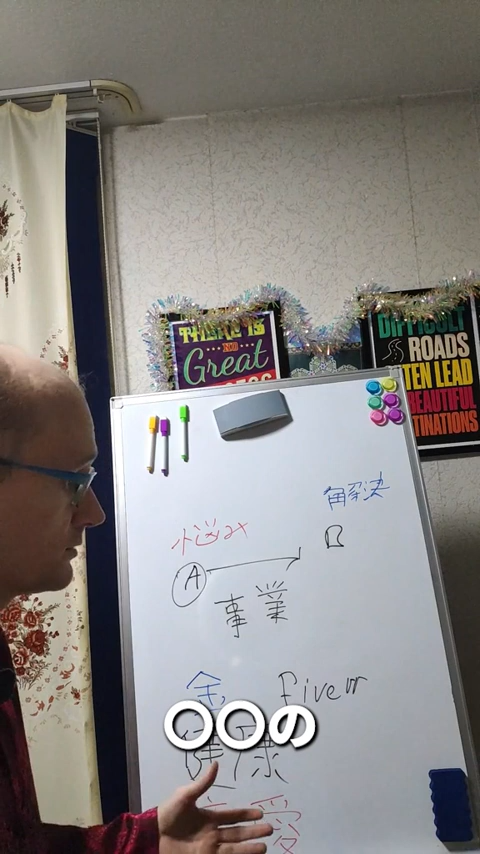 THERE IS
NO
Great
DIFFICULT
ROADS
TEN LEAD
BEAUTIFUL
TINATIONS
解決
悩み
B
A
事業
金 Fiverr
〇〇の
健康
愛